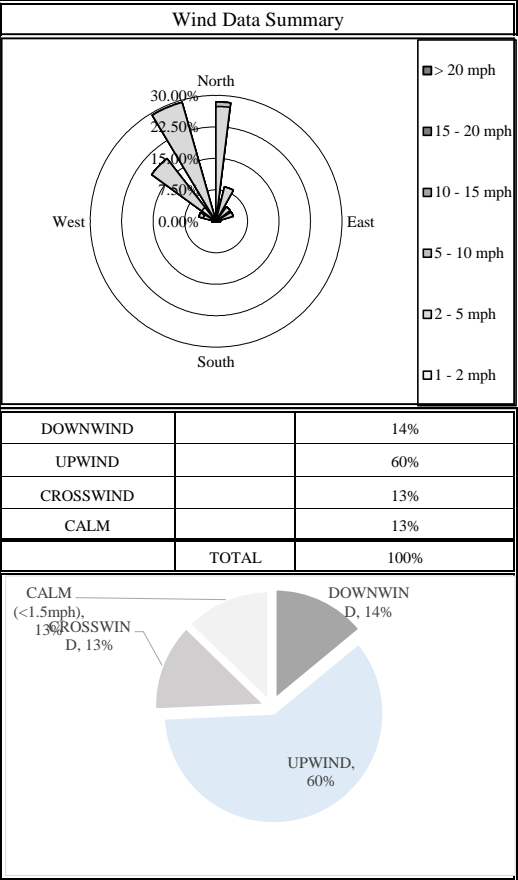 Wind Data Summary
North
30.00%
22.50%
15.00%
7.50%
0.00%
West
East
South
> 20 mph
15 - 20 mph
10 - 15 mph
5 - 10 mph
2 - 5 mph
1 - 2 mph
DOWNWIND 14%
UPWIND 60%
CROSSWIND 13%
CALM 13%
TOTAL 100%
CALM
(<1.5mph),
13%
CROSSWIN
D, 13%
DOWNWIN
D, 14%
UPWIND,
60%